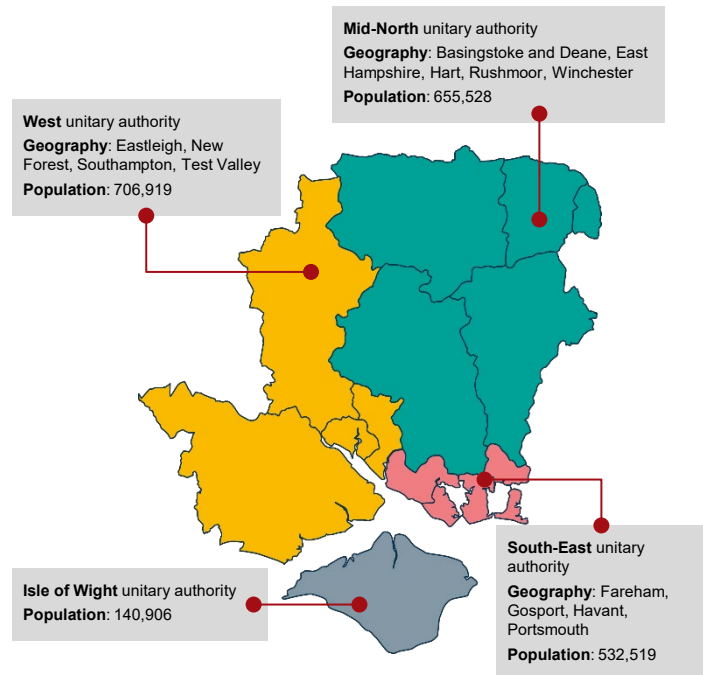 Mid-North unitary authority
Geography: Basingstoke and Deane, East
Hampshire, Hart, Rushmoor, Winchester
Population: 655,528
West unitary authority
Geography: Eastleigh, New
Forest, Southampton, Test Valley
Population: 706,919
Isle of Wight unitary authority
Population: 140,906
South-East unitary
authority
Geography: Fareham,
Gosport, Havant,
Portsmouth
Population: 532,519